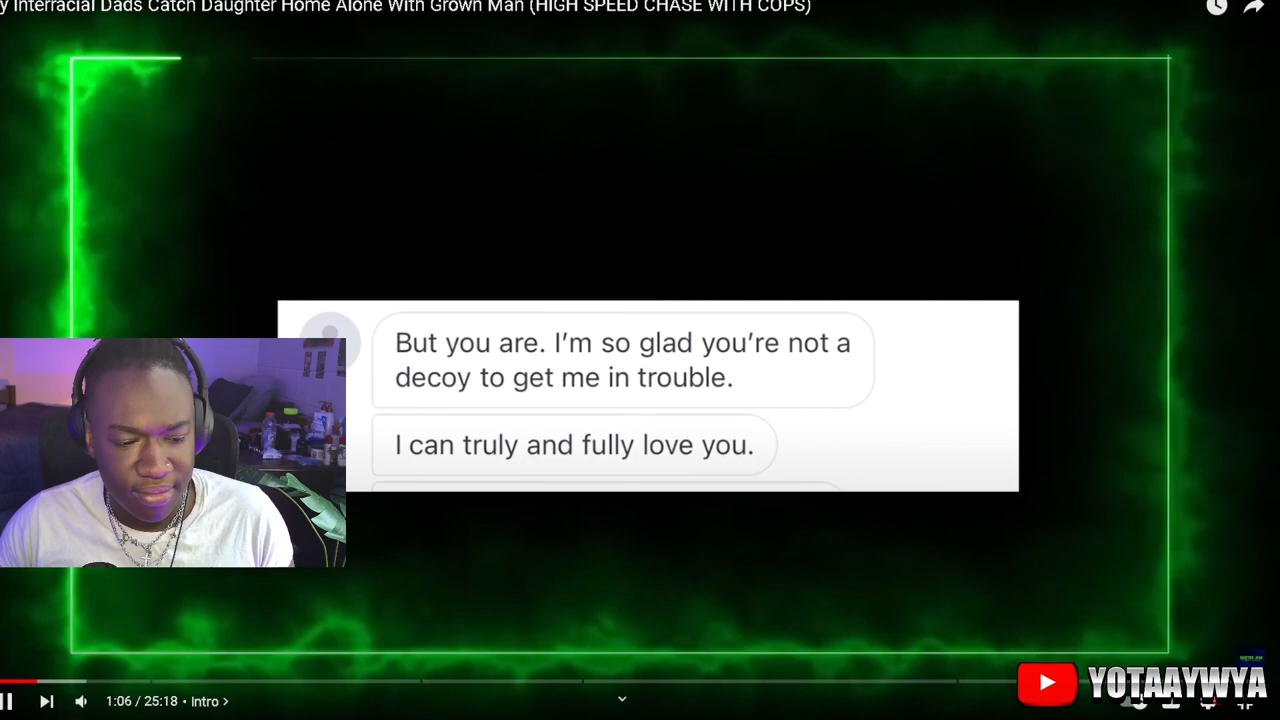 y Interracial Dads Catch Daughter Home Alone With Grown Man (HIGH SPEED CHASE WITH COPS)
But you are. I'm so glad you're not a
decoy to get me in trouble.
I can truly and fully love you.
1:06 / 25:18 • Intro >
YOTAAYWYA